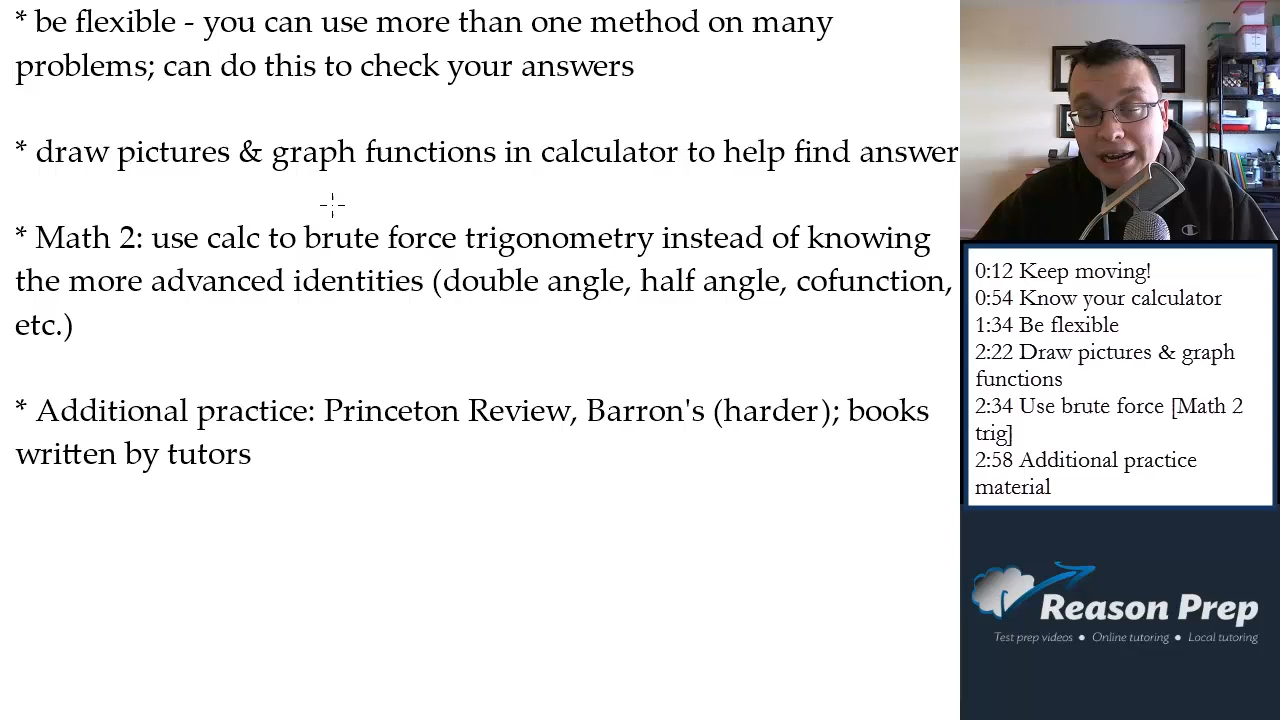 * be flexible - you can use more than one method on many
problems; can do this to check your answers
* draw pictures & graph functions in calculator to help find answer
* Math 2: use calc to brute force trigonometry instead of knowing
the more advanced identities (double angle, half angle, cofunction,
etc.)
* Additional practice: Princeton Review, Barron's (harder); books
written by tutors
0:12 Keep moving!
0:54 Know your calculator
1:34 Be flexible
2:22 Draw pictures & graph
functions
2:34 Use brute force [Math 2
trig]
2:58 Additional practice
material
Reason Prep
Test prep videos ● Online tutoring ● Local tutoring